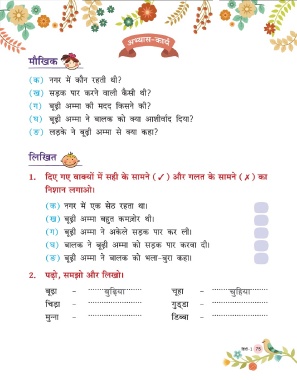 अभ्यास-कार्य
मौखिक
(क) नगर में कौन रहती थी?
(ख) सड़क पार करने वाली कैसी थी?
(ग) बूढ़ी अम्मा की मदद किसने की?
(घ) बूढ़ी अम्मा ने बालक को क्या आशीर्वाद दिया?
(ङ) लड़के ने बूढ़ी अम्मा से क्या कहा?
लिखित
1. दिए गए वाक्यों में सही के सामने (✓) और गलत के सामने (✗) का
निशान लगाओ।
(क) नगर में एक सेठ रहता था।
(ख) बूढ़ी अम्मा बहुत कमज़ोर थी।
(ग) बूढ़ी अम्मा ने अकेले सड़क पार कर ली।
(घ) बालक ने बूढ़ी अम्मा को सड़क पार करवा दी।
(ङ) बूढ़ी अम्मा ने बालक को भला-बुरा कहा।
2. पढ़ो, समझो और लिखो।
बूढ़ा – बुढ़िया चूहा – चुहिया
चिड़ा – गुड्डा –
मुन्ना – डिब्बा –
75